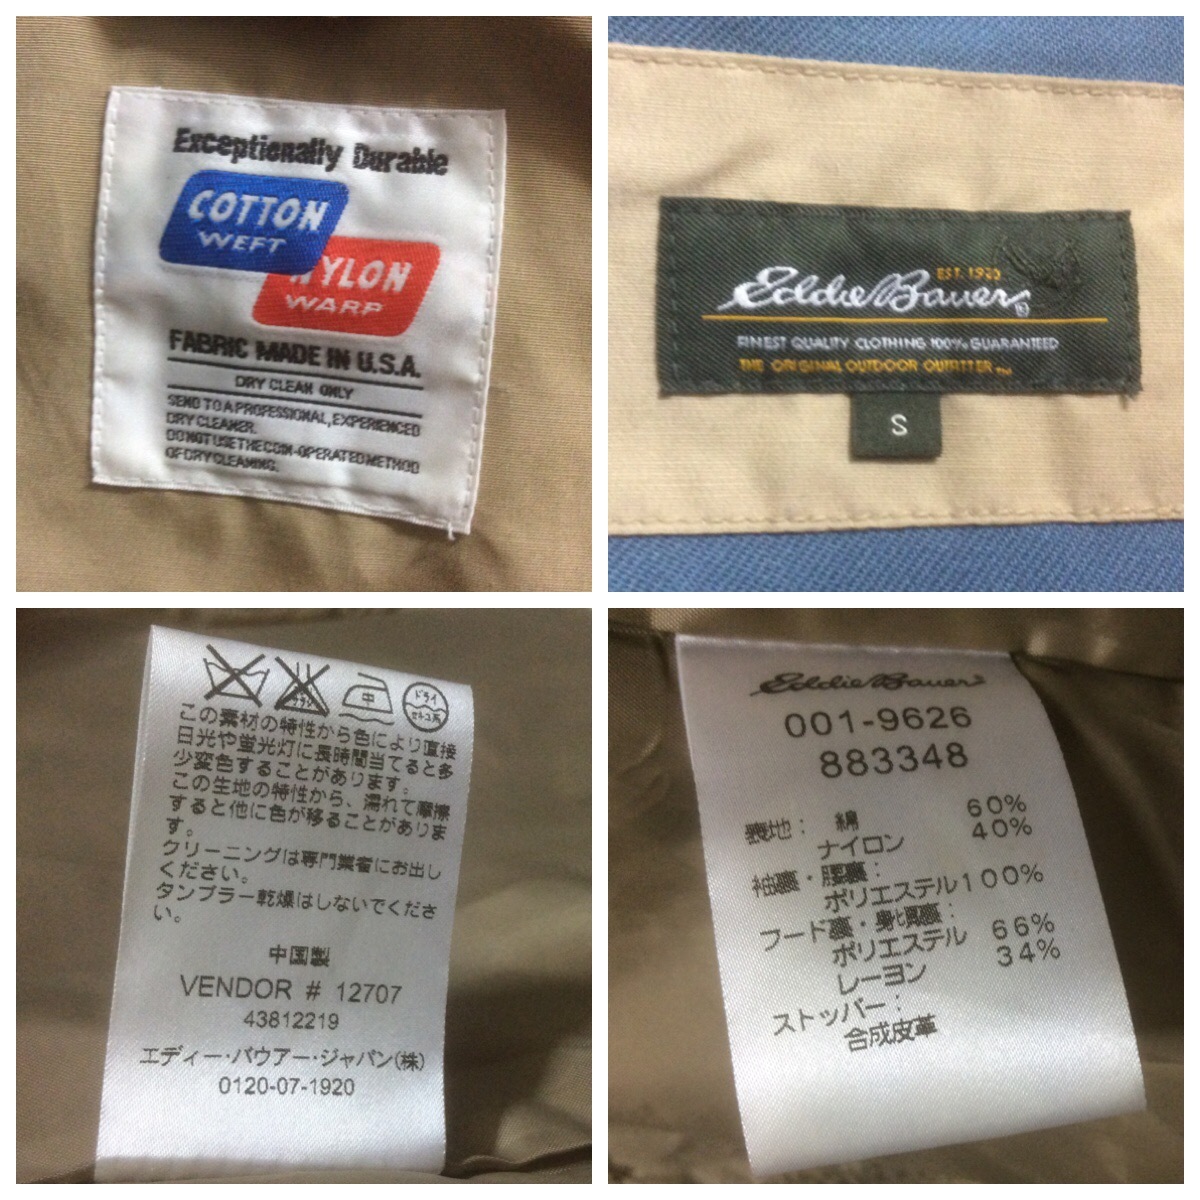 Exceptionally Durable
COTTON
WEFT
NYLON
WARP
FABRIC MADE IN U.S.A.
DRY CLEAN ONLY
SEND TO A PROFESSIONAL, EXPERIENCED
DRY CLEANER.
DO NOT USE THE COIN-OPERATED METHOD
OF DRY CLEANING.
EST. 1920
Eddie Bauer®
FINEST QUALITY CLOTHING 100% GUARANTEED
THE ORIGINAL OUTDOOR OUTFITTER
S
ブラシ
中
ドライ
セキユ系
この素材の特性から色により直接
日光や蛍光灯に長時間当てると多
少変色することがあります。
この生地の特性から、濡れて摩擦
すると他に色が移ることがありま
す。
クリーニングは専門業者にお出し
ください。
タンブラー乾燥はしないでくださ
い。
中国製
VENDOR # 12707
43812219
エディー・バウアー・ジャパン(株)
0120-07-1920
Eddie Bauer®
001-9626
883348
表地: 綿 60%
ナイロン 40%
袖裏・腰裏:
ポリエステル100%
フード裏・身七頁裏:
ポリエステル 66%
レーヨン 34%
ストッパー:
合成皮革